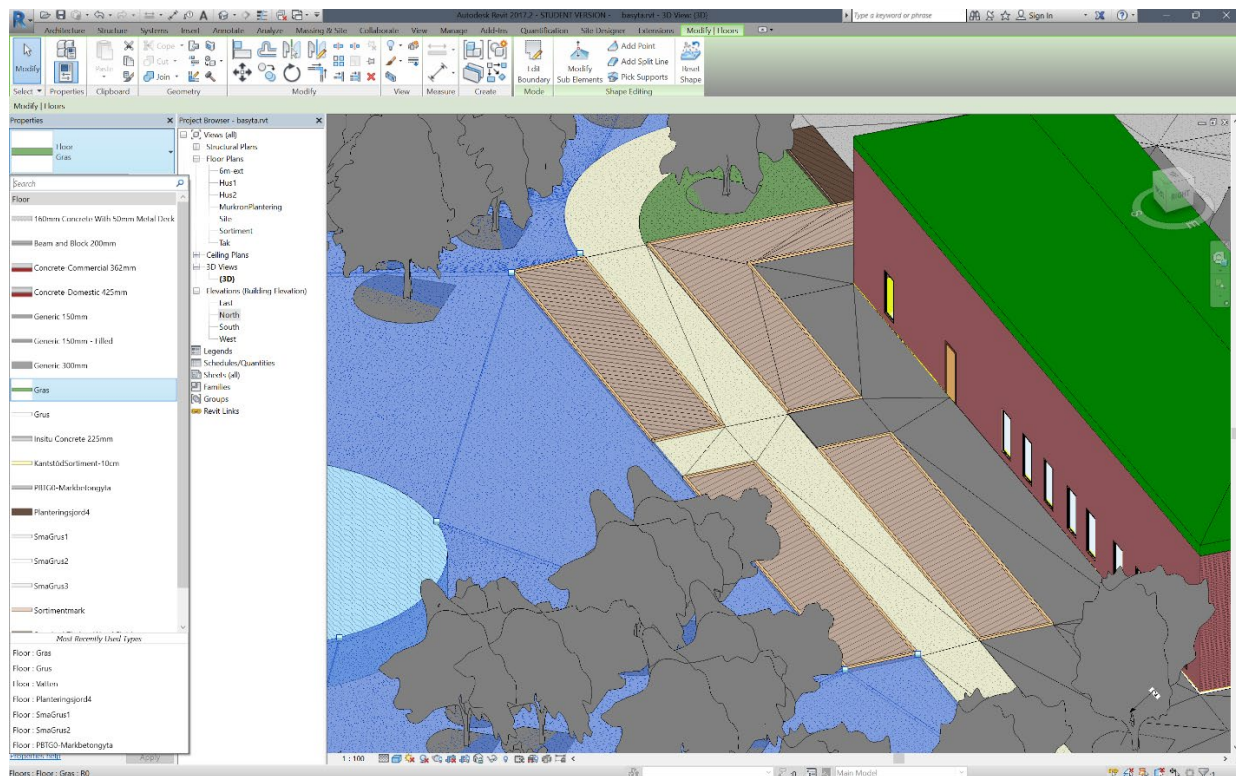 Autodesk Revit 2017.2 - STUDENT VERSION - basyta.rvt - 3D View: {3D}
Type a keyword or phrase
Sign In
Architecture Structure Systems Insert Annotate Analyze Massing & Site Collaborate View Manage Add-Ins Quantification Site Designer Extensions Modify | Floors
Modify
Paste
Cope
Cut
Join
Edit Boundary
Modify Sub Elements
Add Point
Add Split Line
Pick Supports
Reset Shape
Select Properties Clipboard Geometry Modify View Measure Create Mode Shape Editing
Modify | Floors
Properties
Project Browser - basyta.rvt
Floor
Gras
Search
Floor
160mm Concrete With 50mm Metal Deck
Beam and Block 200mm
Concrete-Commercial 362mm
Concrete-Domestic 425mm
Generic 150mm
Generic 150mm - Filled
Generic 300mm
Gras
Grus
Insitu Concrete 225mm
KantstödSortiment-10cm
PBTG0-Markbetongyta
Planteringsjord4
SmaGrus1
SmaGrus2
SmaGrus3
Sortimentmark
Most Recently Used Types
Floor : Gras
Floor : Grus
Floor : Vatten
Floor : Planteringsjord4
Floor : SmaGrus1
Floor : SmaGrus2
Floor : PBTG0-Markbetongyta
Properties help
Apply
Views (all)
Structural Plans
Floor Plans
6m-ext
Hus1
Hus2
MurkronPlantering
Site
Sortiment
Tak
Ceiling Plans
3D Views
{3D}
Elevations (Building Elevation)
East
North
South
West
Legends
Schedules/Quantities
Sheets (all)
Families
Groups
Revit Links
RIGHT
1 : 100
Floors : Floor : Gras : R0
Main Model